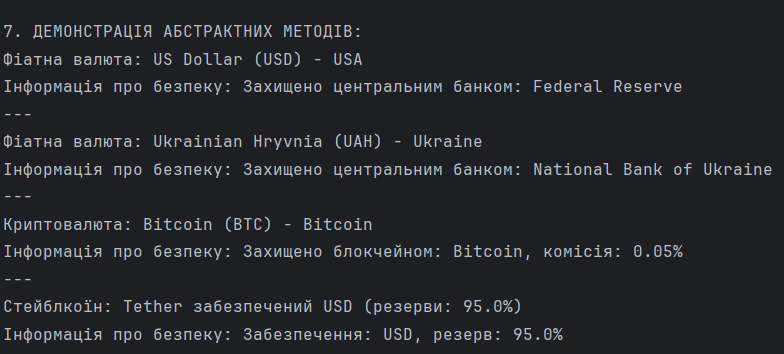 7. ДЕМОНСТРАЦІЯ АБСТРАКТНИХ МЕТОДІВ:
Фіатна валюта: US Dollar (USD) - USA
Інформація про безпеку: Захищено центральним банком: Federal Reserve
---
Фіатна валюта: Ukrainian Hryvnia (UAH) - Ukraine
Інформація про безпеку: Захищено центральним банком: National Bank of Ukraine
---
Криптовалюта: Bitcoin (BTC) - Bitcoin
Інформація про безпеку: Захищено блокчейном: Bitcoin, комісія: 0.05%
---
Стейблкоїн: Tether забезпечений USD (резерви: 95.0%)
Інформація про безпеку: Забезпечення: USD, резерв: 95.0%